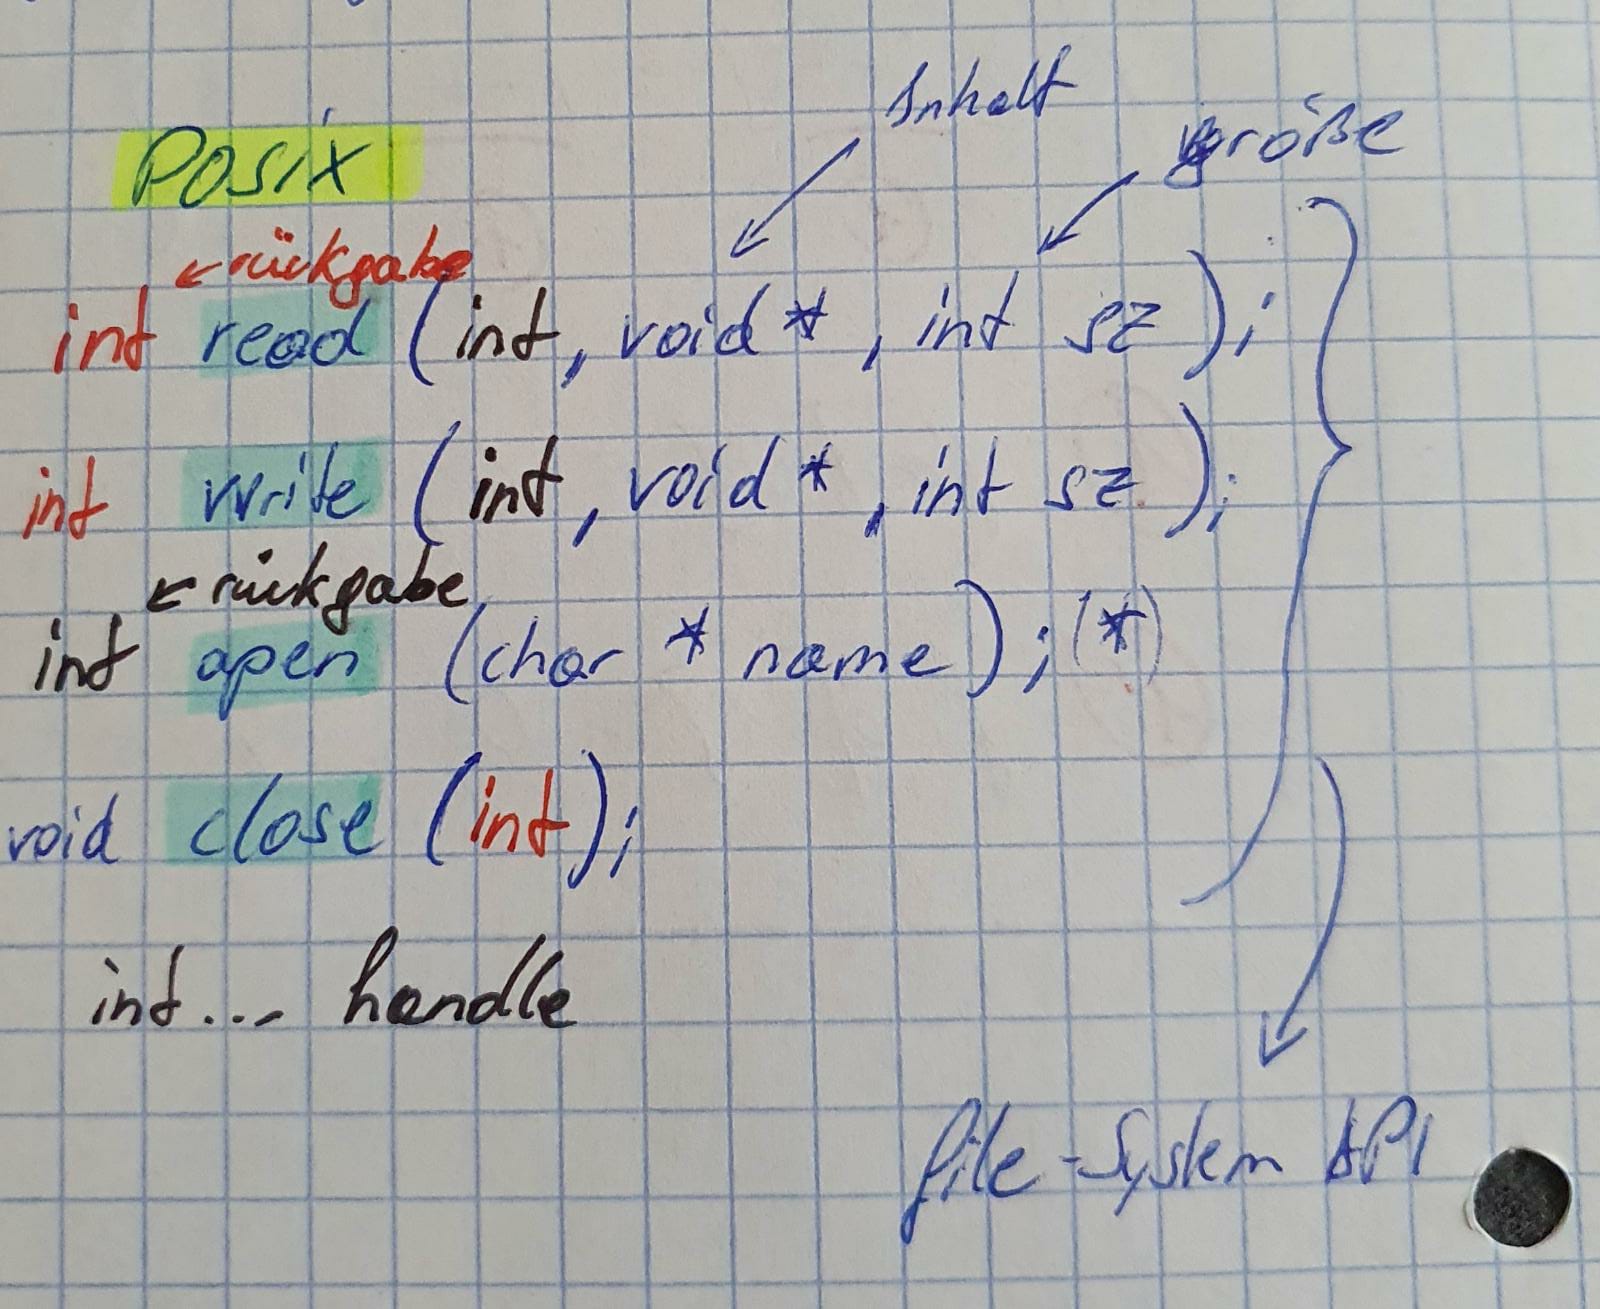 Posix
Inhalt
größe
← rückgabe
int read (int, void *, int sz);
int write (int, void *, int sz);
← rückgabe
int open (char * name); (*)
void close (int);
int... handle
file-System API